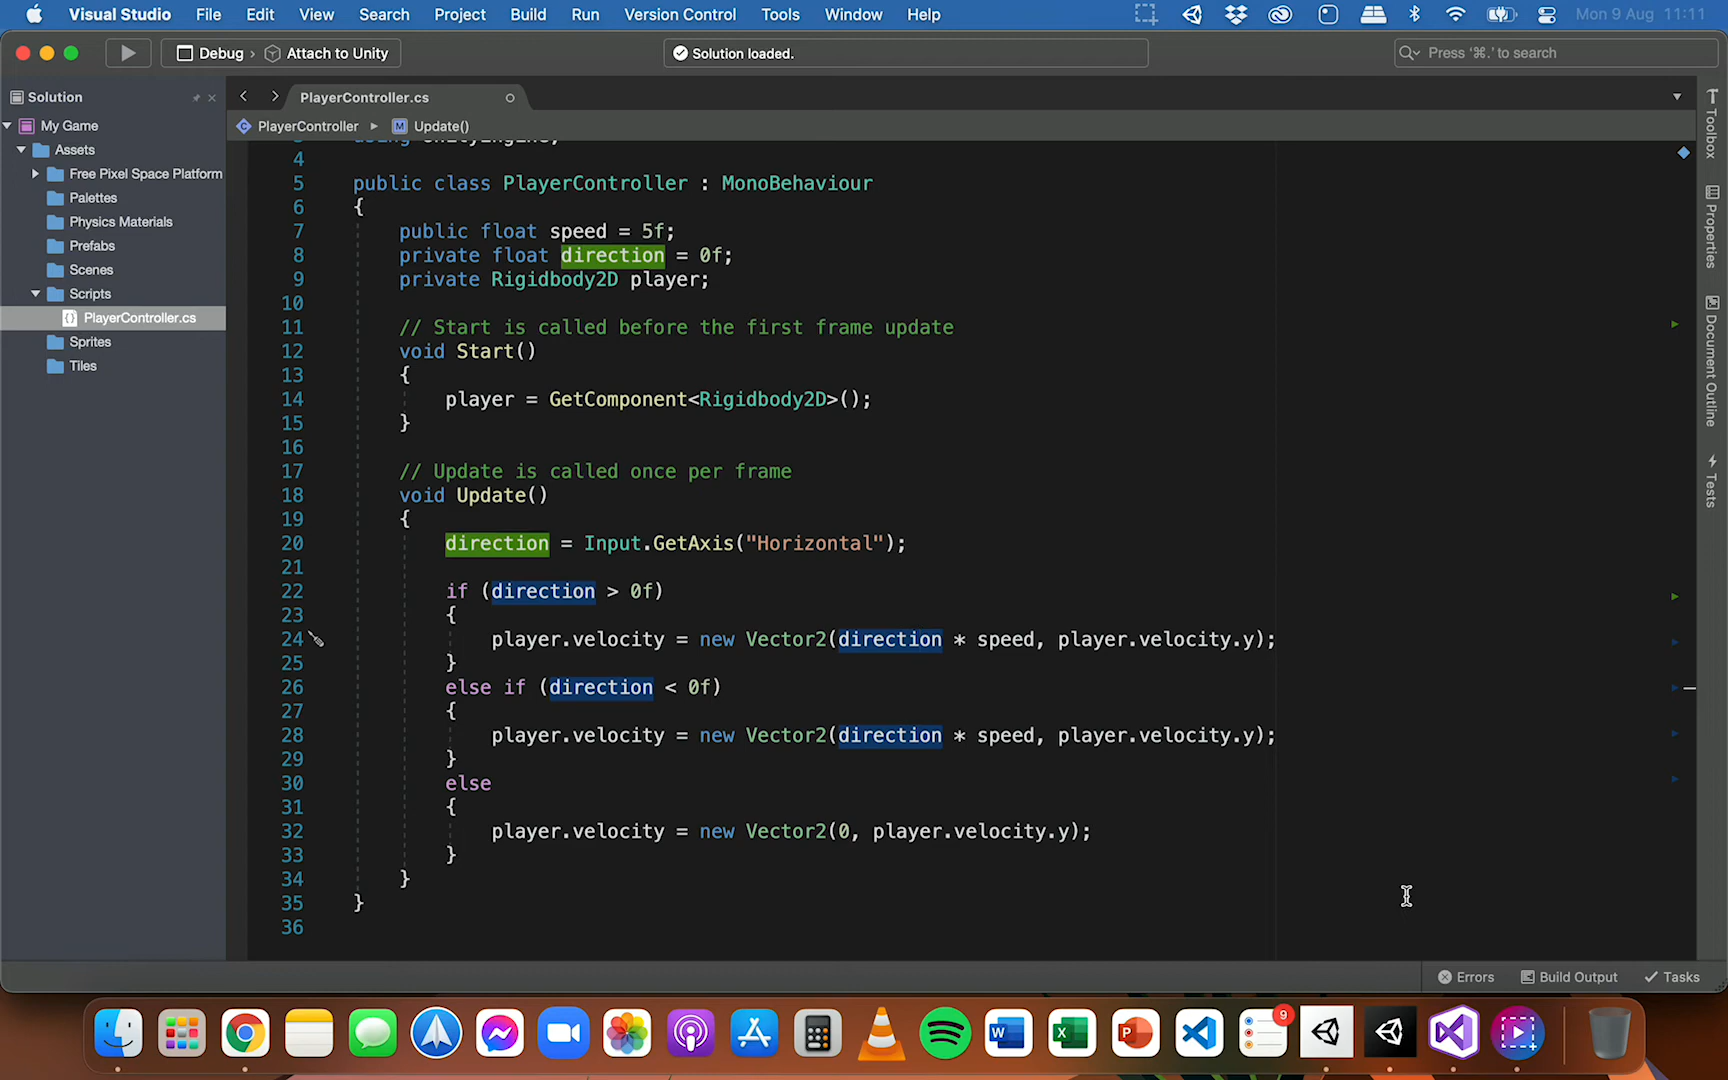 Visual Studio File Edit View Search Project Build Run Version Control Tools Window Help Mon 9 Aug 11:11
Debug › Attach to Unity
Solution loaded.
Press '⌘.' to search
Solution
My Game
Assets
Free Pixel Space Platform
Palettes
Physics Materials
Prefabs
Scenes
Scripts
PlayerController.cs
Sprites
Tiles
PlayerController.cs
PlayerController M Update()
using UnityEngine;
4
5 public class PlayerController : MonoBehaviour
6 {
7 public float speed = 5f;
8 private float direction = 0f;
9 private Rigidbody2D player;
10
11 // Start is called before the first frame update
12 void Start()
13 {
14 player = GetComponent<Rigidbody2D>();
15 }
16
17 // Update is called once per frame
18 void Update()
19 {
20 direction = Input.GetAxis("Horizontal");
21
22 if (direction > 0f)
23 {
24 player.velocity = new Vector2(direction * speed, player.velocity.y);
25 }
26 else if (direction < 0f)
27 {
28 player.velocity = new Vector2(direction * speed, player.velocity.y);
29 }
30 else
31 {
32 player.velocity = new Vector2(0, player.velocity.y);
33 }
34 }
35 }
36
Toolbox
Properties
Document Outline
Tests
Errors Build Output Tasks
W
X
P
9